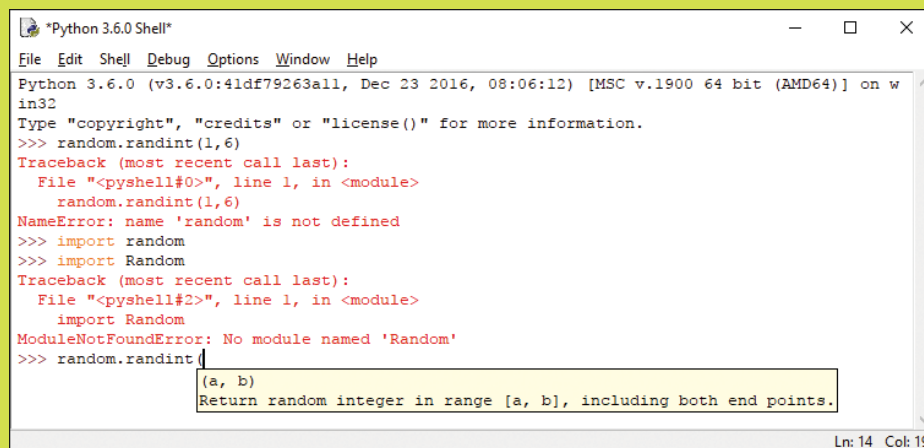 *Python 3.6.0 Shell*
File Edit Shell Debug Options Window Help
Python 3.6.0 (v3.6.0:41df79263a11, Dec 23 2016, 08:06:12) [MSC v.1900 64 bit (AMD64)] on w
in32
Type "copyright", "credits" or "license()" for more information.
>>> random.randint(1,6)
Traceback (most recent call last):
  File "<pyshell#0>", line 1, in <module>
    random.randint(1,6)
NameError: name 'random' is not defined
>>> import random
>>> import Random
Traceback (most recent call last):
  File "<pyshell#2>", line 1, in <module>
    import Random
ModuleNotFoundError: No module named 'Random'
>>> random.randint(
(a, b)
Return random integer in range [a, b], including both end points.
Ln: 14 Col: